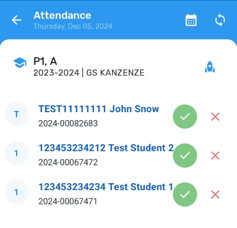 Attendance
Thursday, Dec 05, 2024
P1, A
2023-2024 | GS KANZENZE
T
TEST11111111 John Snow
2024-00082683
1
123453234212 Test Student 2
2024-00067472
1
123453234234 Test Student 1
2024-00067471